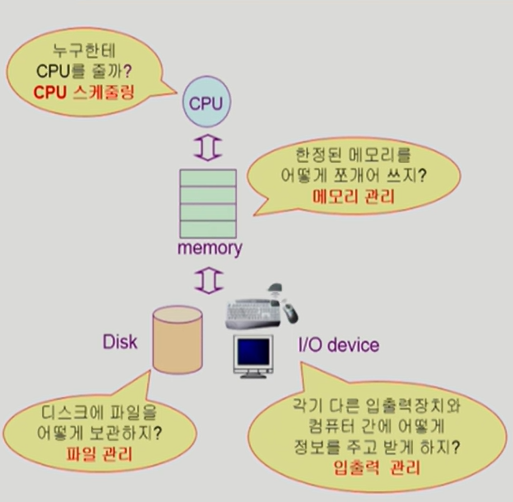 누구한테
CPU를 줄까?
CPU 스케줄링
CPU
한정된 메모리를
어떻게 쪼개어 쓰지?
메모리 관리
memory
Disk
I/O device
디스크에 파일을
어떻게 보관하지?
파일 관리
각기 다른 입출력장치와
컴퓨터 간에 어떻게
정보를 주고 받게 하지?
입출력 관리